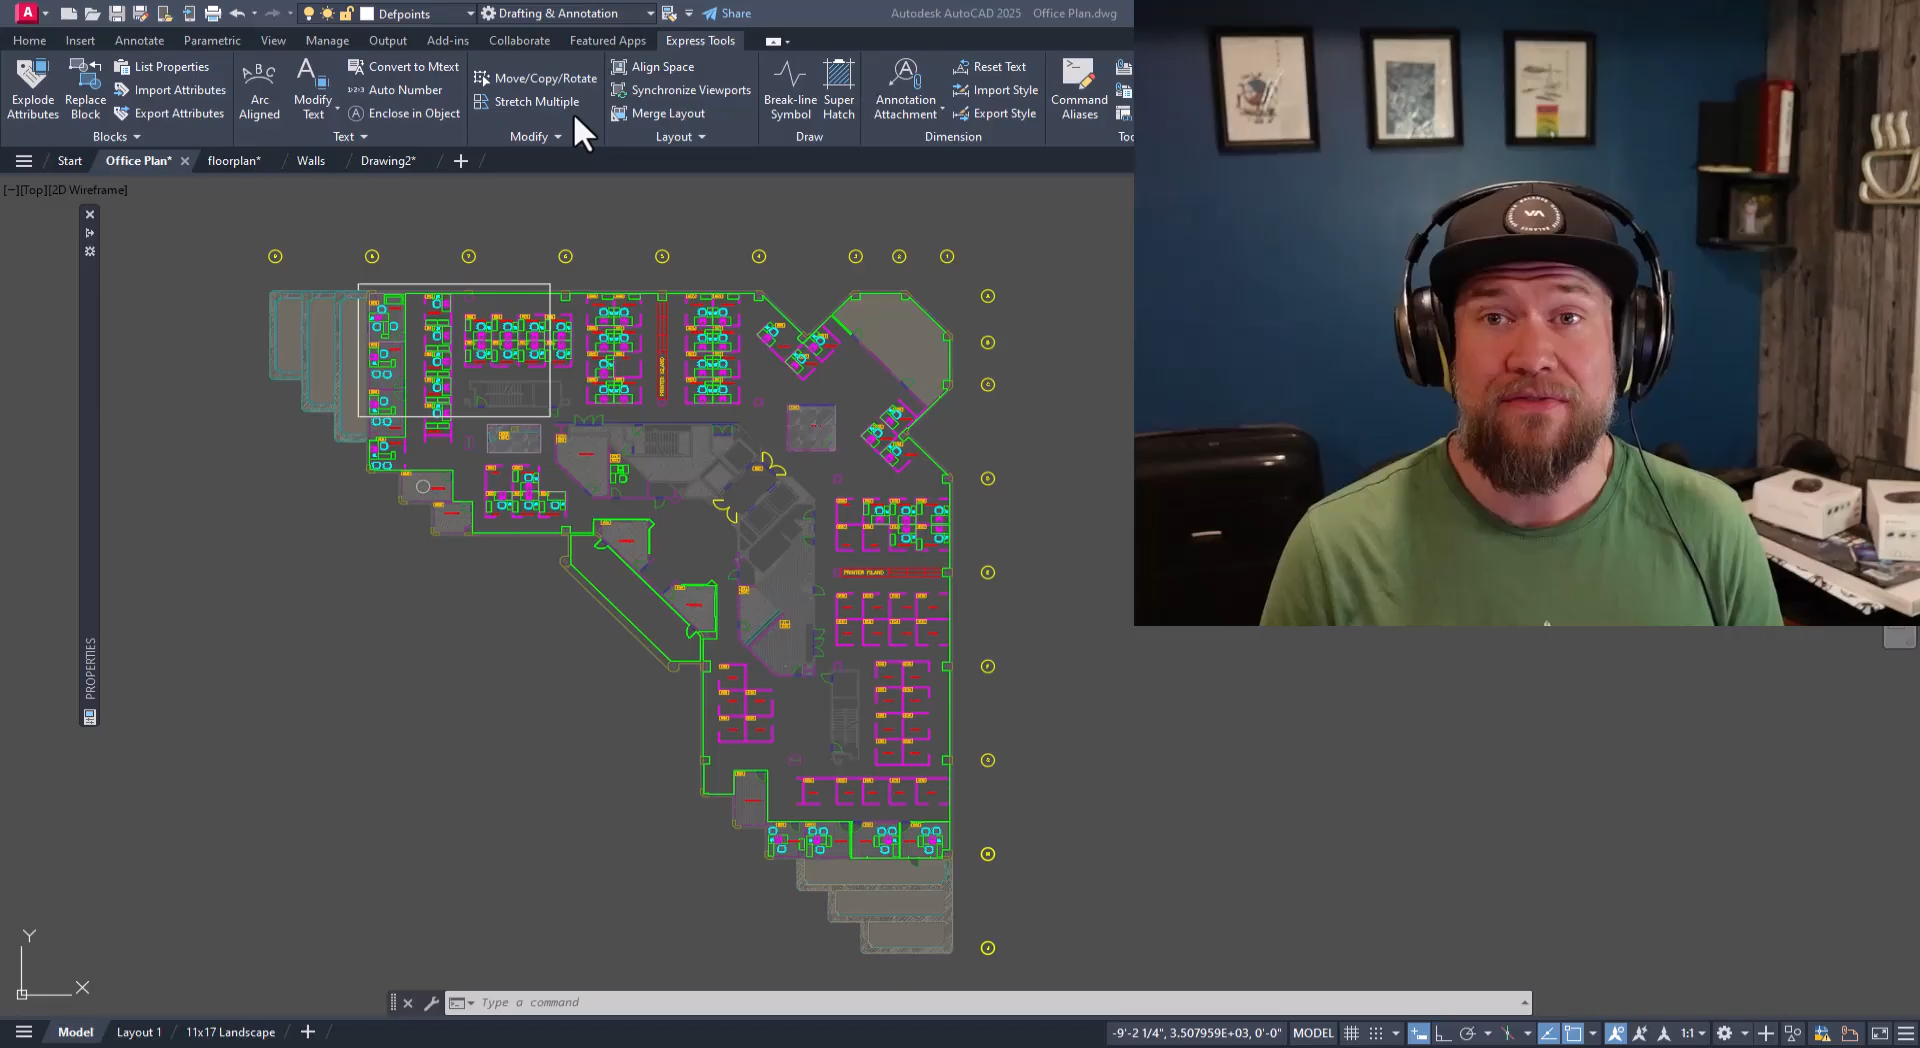 A
Defpoints
Drafting & Annotation
Share
Autodesk AutoCAD 2025 Office Plan.dwg
Home Insert Annotate Parametric View Manage Output Add-ins Collaborate Featured Apps Express Tools
Explode Attributes
Replace Block
List Properties
Import Attributes
Export Attributes
Blocks
ABC
Arc Aligned
Modify Text
Convert to Mtext
Auto Number
Enclose in Object
Text
Move/Copy/Rotate
Stretch Multiple
Modify
Align Space
Synchronize Viewports
Merge Layout
Layout
Break-line Symbol
Super Hatch
Draw
Annotation Attachment
Reset Text
Import Style
Export Style
Dimension
Command Aliases
Too
Start Office Plan* floorplan* Walls Drawing2*
[−][Top][2D Wireframe]
PROPERTIES
PRINTER ISLAND
PRINTER ISLAND
VA
Y
X
Type a command
Model Layout 1 11x17 Landscape
-9'-2 1/4", 3.507959E+03, 0'-0" MODEL
1:1